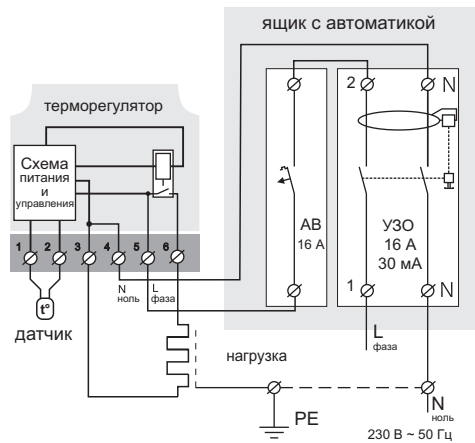 ящик с автоматикой
терморегулятор
Схема
питания
и
управления
1 2 3 4 5 6
N
ноль
L
фаза
t°
датчик
нагрузка
PE
АВ
16 А
2 N
УЗО
16 А
30 мА
1 N
L
фаза
N
ноль
230 В ~ 50 Гц